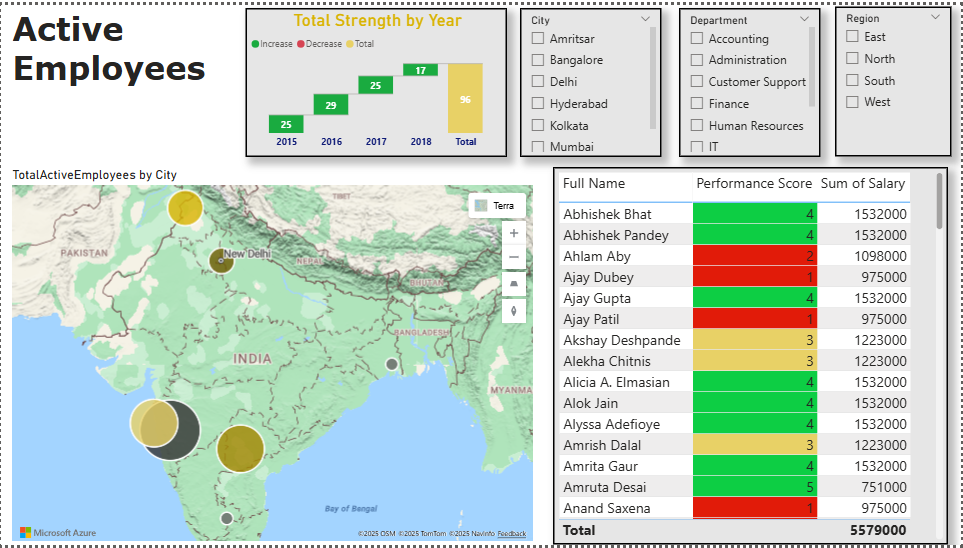 Active
Employees
Total Strength by Year
Increase Decrease Total
17
25
96
29
25
2015 2016 2017 2018 Total
City
Amritsar
Bangalore
Delhi
Hyderabad
Kolkata
Mumbai
Department
Accounting
Administration
Customer Support
Finance
Human Resources
IT
Region
East
North
South
West
TotalActiveEmployees by City
TIBET
Terra
PAKISTAN
New Delhi
NEPAL
BHUTAN
BANGLADESH
INDIA
MYANMA
Bay of Bengal
Microsoft Azure
©2025 OSM ©2025 TomTom ©2025 NavInfo Feedback
Full Name Performance Score Sum of Salary
Abhishek Bhat 4 1532000
Abhishek Pandey 4 1532000
Ahlam Aby 2 1098000
Ajay Dubey 1 975000
Ajay Gupta 4 1532000
Ajay Patil 1 975000
Akshay Deshpande 3 1223000
Alekha Chitnis 3 1223000
Alicia A. Elmasian 4 1532000
Alok Jain 4 1532000
Alyssa Adefioye 4 1532000
Amrish Dalal 3 1223000
Amrita Gaur 4 1532000
Amruta Desai 5 751000
Anand Saxena 1 975000
Total 5579000